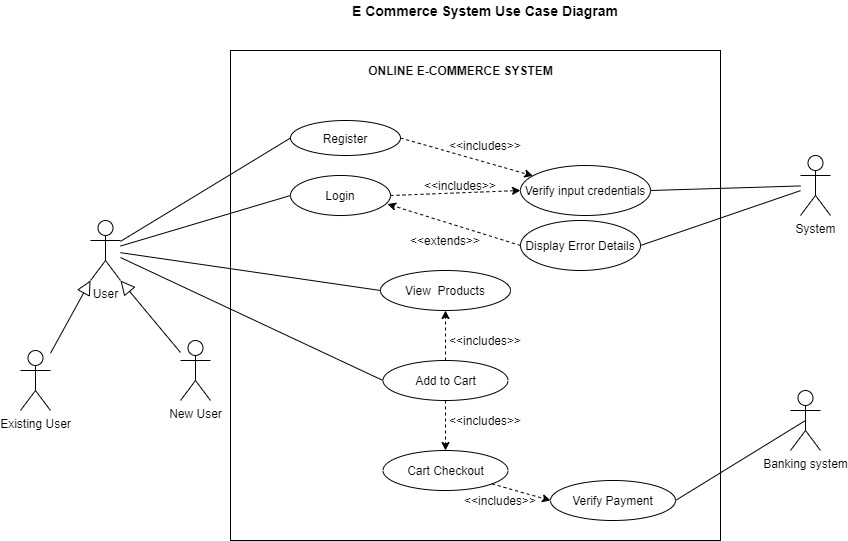 E Commerce System Use Case Diagram
ONLINE E-COMMERCE SYSTEM
Register
<<includes>>
Login
<<includes>>
Verify input credentials
System
<<extends>>
Display Error Details
User
View Products
<<includes>>
Add to Cart
Existing User
New User
<<includes>>
Cart Checkout
Banking system
<<includes>>
Verify Payment